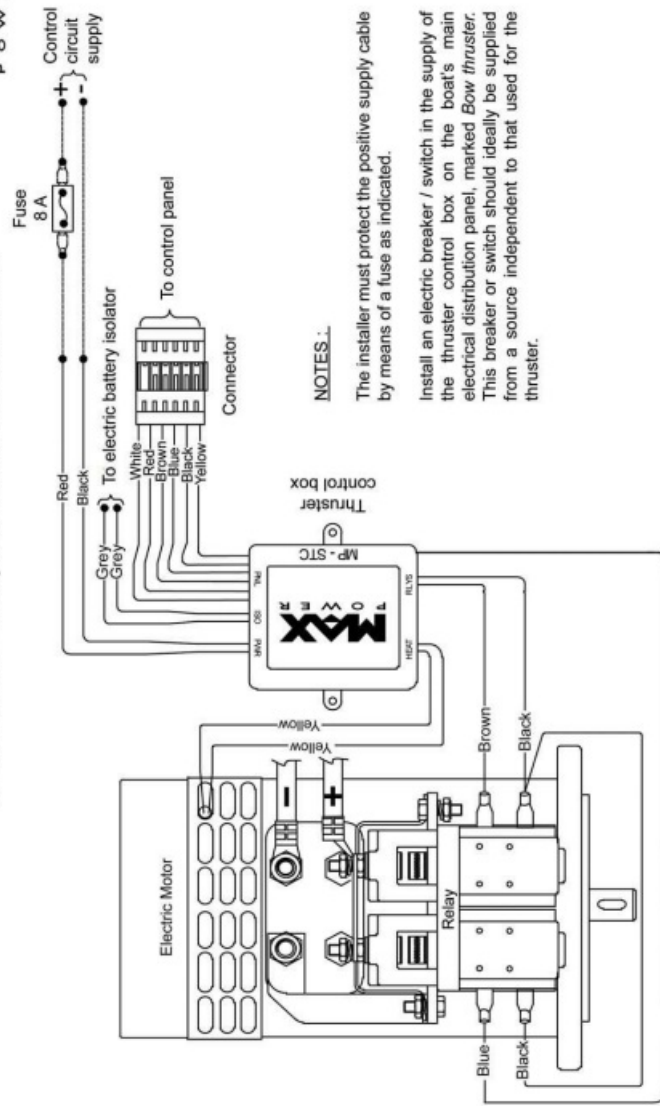 Control
circuit
supply
+
-
Fuse
8 A
Red
Black
Grey
Grey
To electric battery isolator
White
Red
Brown
Blue
Black
Yellow
To control panel
Connector
NOTES :
The installer must protect the positive supply cable
by means of a fuse as indicated.
Install an electric breaker / switch in the supply of
the thruster control box on the boat's main
electrical distribution panel, marked Bow thruster.
This breaker or switch should ideally be supplied
from a source independent to that used for the
thruster.
Thruster
control box
MP - STC
PWR
ISO
PNL
MAX
POWER
HEAT
RLYS
Yellow
Yellow
Electric Motor
-
+
Relay
Brown
Black
Blue
Black